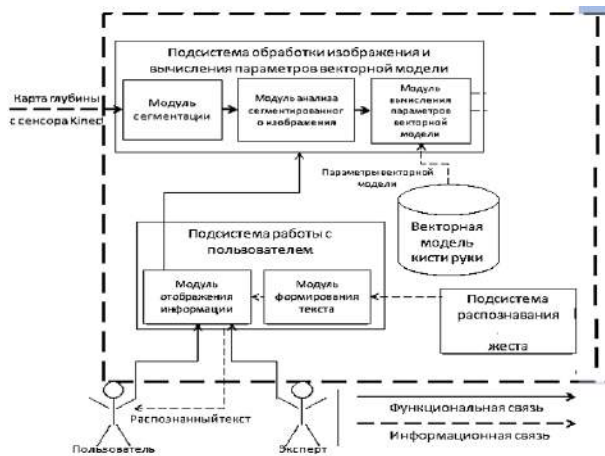 Подсистема обработки изображения и
вычисления параметров векторной модели
Карта глубины
с сенсора Kinec
Модуль
сегментации
Модуль анализа
сегментированног
о изображения
Модуль
вычисления
параметров
векторной
модели
Параметры векторной
модели
Векторная
модель
кисти руки
Подсистема работы с
пользователем
Модуль
отображения
информации
Модуль
формирования
текста
Подсистема
распознавания
жеста
Распознанный текст
Пользователь
Эксперт
Функциональная связь
Информационная связь